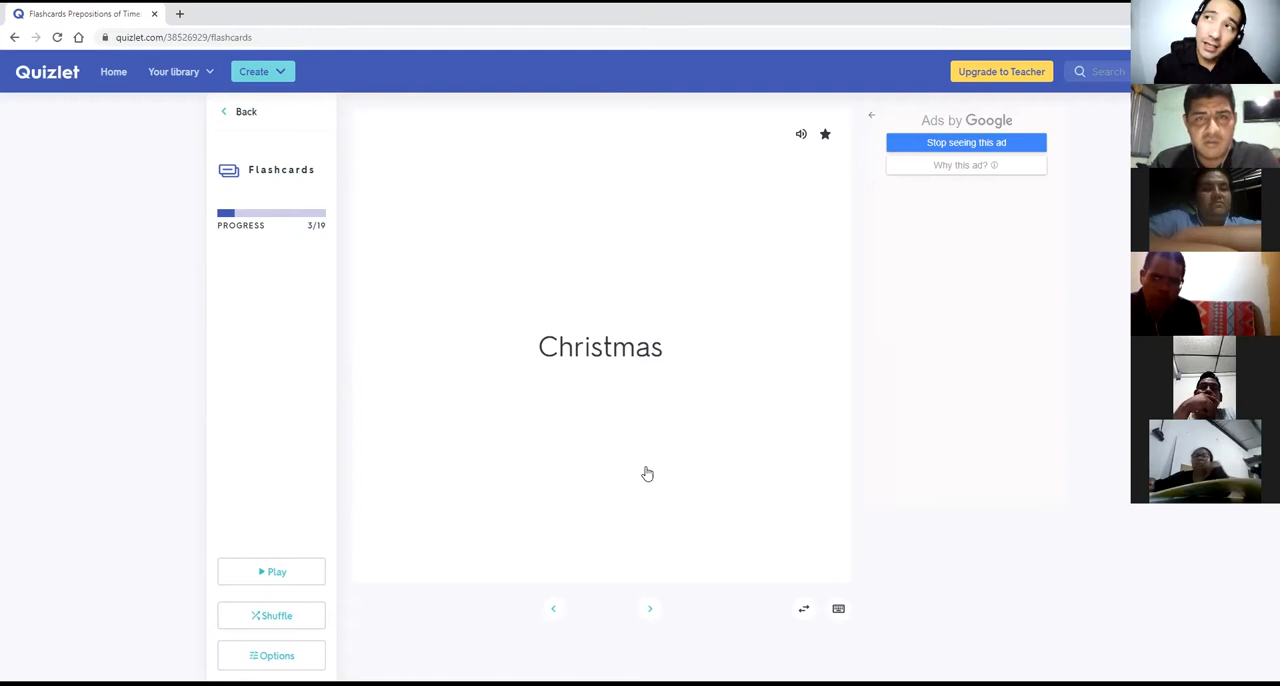 Flashcards Prepositions of Time:
quizlet.com/38526929/flashcards
Quizlet
Home
Your library
Create
Upgrade to Teacher
Search
Back
Flashcards
PROGRESS 3/19
Christmas
Play
Shuffle
Options
Ads by Google
Stop seeing this ad
Why this ad?